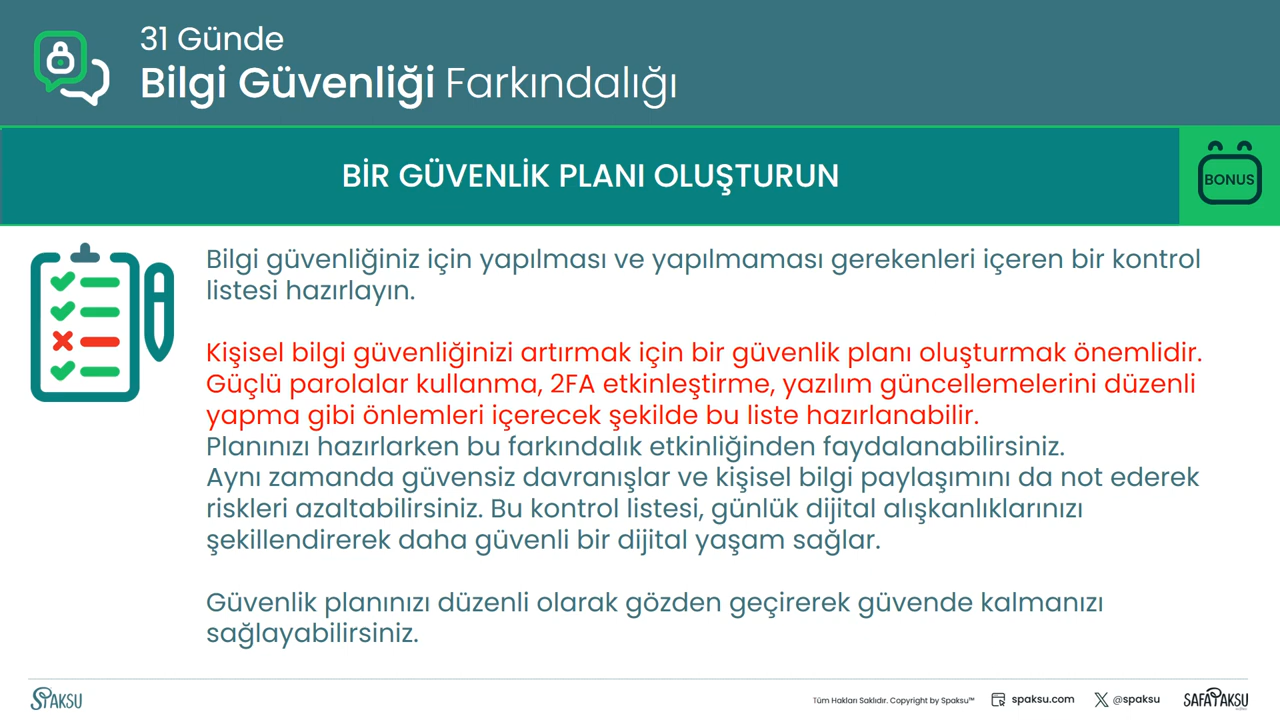 31 Günde
Bilgi Güvenliği Farkındalığı
BİR GÜVENLİK PLANI OLUŞTURUN
BONUS
Bilgi güvenliğiniz için yapılması ve yapılmaması gerekenleri içeren bir kontrol
listesi hazırlayın.
Kişisel bilgi güvenliğinizi artırmak için bir güvenlik planı oluşturmak önemlidir.
Güçlü parolalar kullanma, 2FA etkinleştirme, yazılım güncellemelerini düzenli
yapma gibi önlemleri içerecek şekilde bu liste hazırlanabilir.
Planınızı hazırlarken bu farkındalık etkinliğinden faydalanabilirsiniz.
Aynı zamanda güvensiz davranışlar ve kişisel bilgi paylaşımını da not ederek
riskleri azaltabilirsiniz. Bu kontrol listesi, günlük dijital alışkanlıklarınızı
şekillendirerek daha güvenli bir dijital yaşam sağlar.
Güvenlik planınızı düzenli olarak gözden geçirerek güvende kalmanızı
sağlayabilirsiniz.
SPAKSU
Tüm Hakları Saklıdır. Copyright by Spaksu™
spaksu.com
@spaksu
SAFAPAKSU